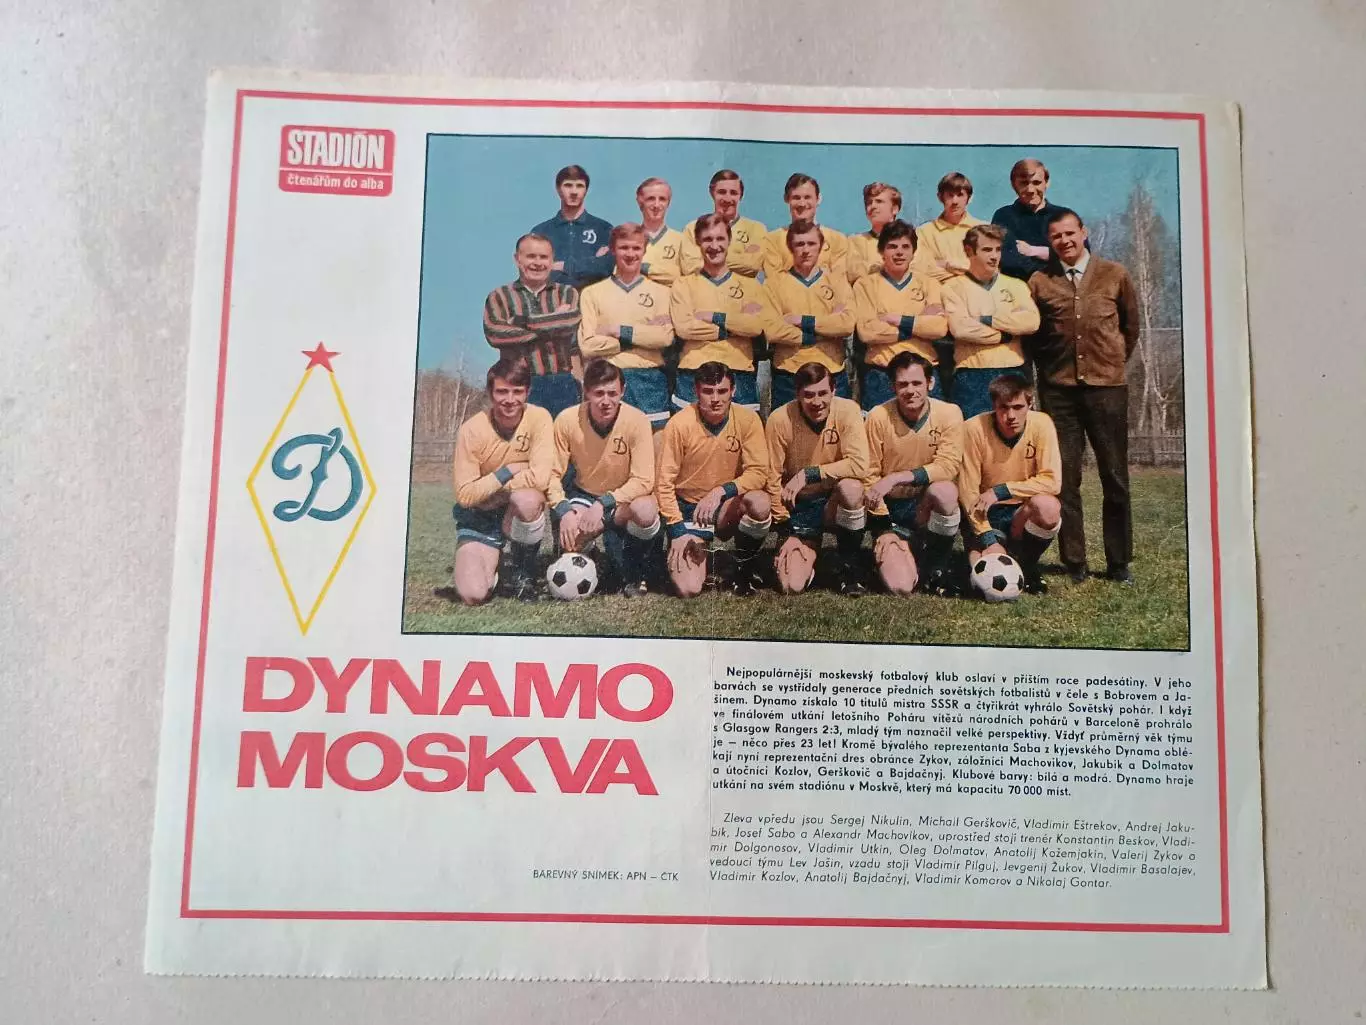 STADIÓN
čtenářům do alba
DYNAMO
MOSKVA
BAREVNÝ SNÍMEK: APN – ČTK
Nejpopulárnější moskevský fotbalový klub oslaví v příštím roce padesátiny. V jeho
barvách se vystřídaly generace předních sovětských fotbalistů v čele s Bobrovem a Ja-
šinem. Dynamo získalo 10 titulů mistra SSSR a čtyřikrát vyhrálo Sovětský pohár. I když
ve finálovém utkání letošního Poháru vítězů národních pohárů v Barceloně prohrálo
s Glasgow Rangers 2:3, mladý tým naznačil velké perspektivy. Vždyť průměrný věk týmu
je – něco přes 23 let! Kromě bývalého reprezentanta Saba z kyjevského Dynama oblé-
kají nyní reprezentační dres obránce Zykov, záložníci Machovikov, Jakubik a Dolmatov
a útočníci Kozlov, Gerškovič a Bajdačnyj. Klubové barvy: bílá a modrá. Dynamo hraje
utkání na svém stadiónu v Moskvě, který má kapacitu 70 000 míst.
Zleva vpředu jsou Sergej Nikulin, Michail Gerškovič, Vladimir Eštrekov, Andrej Jaku-
bik, Josef Sabo a Alexandr Machovikov, uprostřed stojí trenér Konstantin Beskov, Vladi-
mir Dolgonosov, Vladimir Utkin, Oleg Dolmatov, Anatolij Kožemjakin, Valerij Zykov a
vedoucí týmu Lev Jašin, vzadu stojí Vladimir Pilguj, Jevgenij Žukov, Vladimir Basalajev,
Vladimir Kozlov, Anatolij Bajdačnyj, Vladimir Komarov a Nikolaj Gontar.